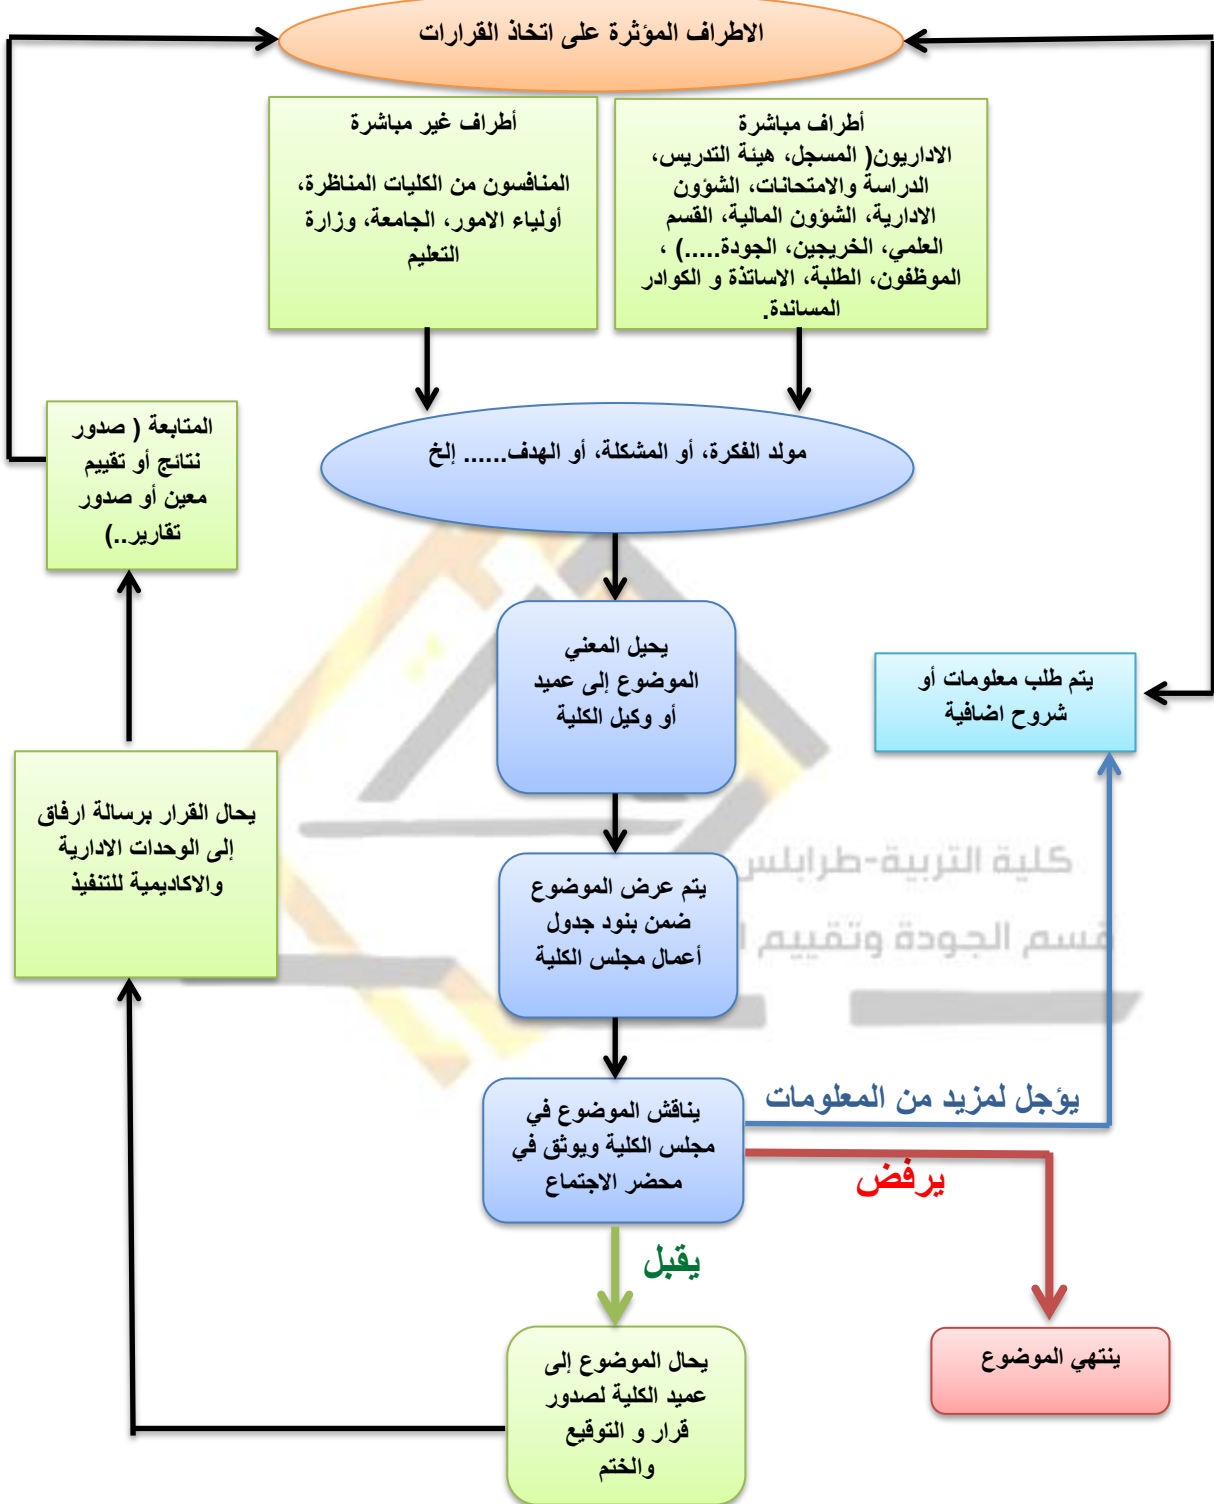 الاطراف المؤثرة على اتخاذ القرارات
أطراف مباشرة
الاداريون( المسجل، هيئة التدريس،
الدراسة والامتحانات، الشؤون
الادارية، الشؤون المالية، القسم
العلمي، الخريجين، الجودة.....) ،
الموظفون، الطلبة، الاساتذة و الكوادر
المساندة.
أطراف غير مباشرة
المنافسون من الكليات المناظرة،
أولياء الامور، الجامعة، وزارة
التعليم
مولد الفكرة، أو المشكلة، أو الهدف...... إلخ
المتابعة ( صدور
نتائج أو تقييم
معين أو صدور
تقارير..)
يحيل المعني
الموضوع إلى عميد
أو وكيل الكلية
يتم طلب معلومات أو
شروح اضافية
يحال القرار برسالة ارفاق
إلى الوحدات الادارية
والاكاديمية للتنفيذ
يتم عرض الموضوع
ضمن بنود جدول
أعمال مجلس الكلية
كلية التربية-طرابلس
قسم الجودة وتقييم
يناقش الموضوع في
مجلس الكلية ويوثق في
محضر الاجتماع
يؤجل لمزيد من المعلومات
يرفض
يقبل
ينتهي الموضوع
يحال الموضوع إلى
عميد الكلية لصدور
قرار و التوقيع
والختم